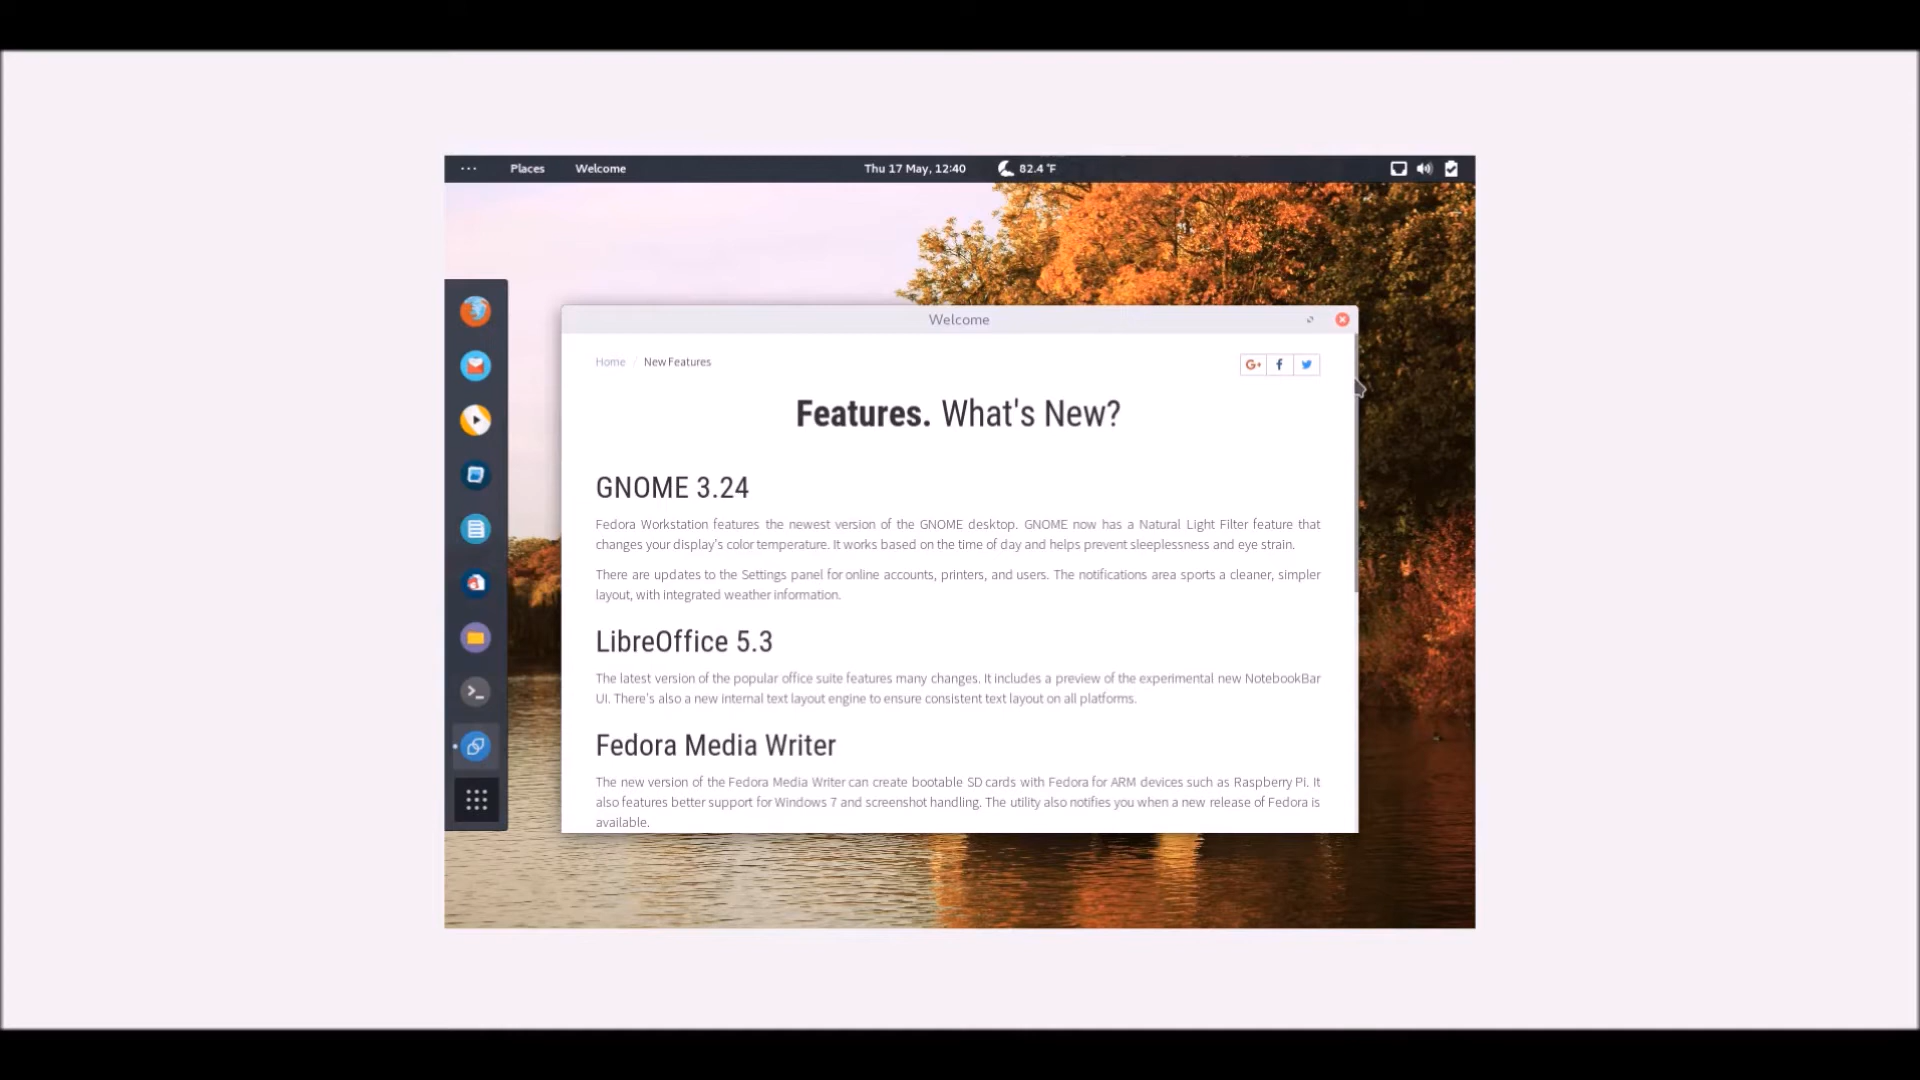 ... Places Welcome Thu 17 May, 12:40 82.4 °F
Welcome
Home / New Features
G+ f
Features. What's New?
GNOME 3.24
Fedora Workstation features the newest version of the GNOME desktop. GNOME now has a Natural Light Filter feature that
changes your display's color temperature. It works based on the time of day and helps prevent sleeplessness and eye strain.
There are updates to the Settings panel for online accounts, printers, and users. The notifications area sports a cleaner, simpler
layout, with integrated weather information.
LibreOffice 5.3
The latest version of the popular office suite features many changes. It includes a preview of the experimental new NotebookBar
UI. There's also a new internal text layout engine to ensure consistent text layout on all platforms.
Fedora Media Writer
The new version of the Fedora Media Writer can create bootable SD cards with Fedora for ARM devices such as Raspberry Pi. It
also features better support for Windows 7 and screenshot handling. The utility also notifies you when a new release of Fedora is
available.